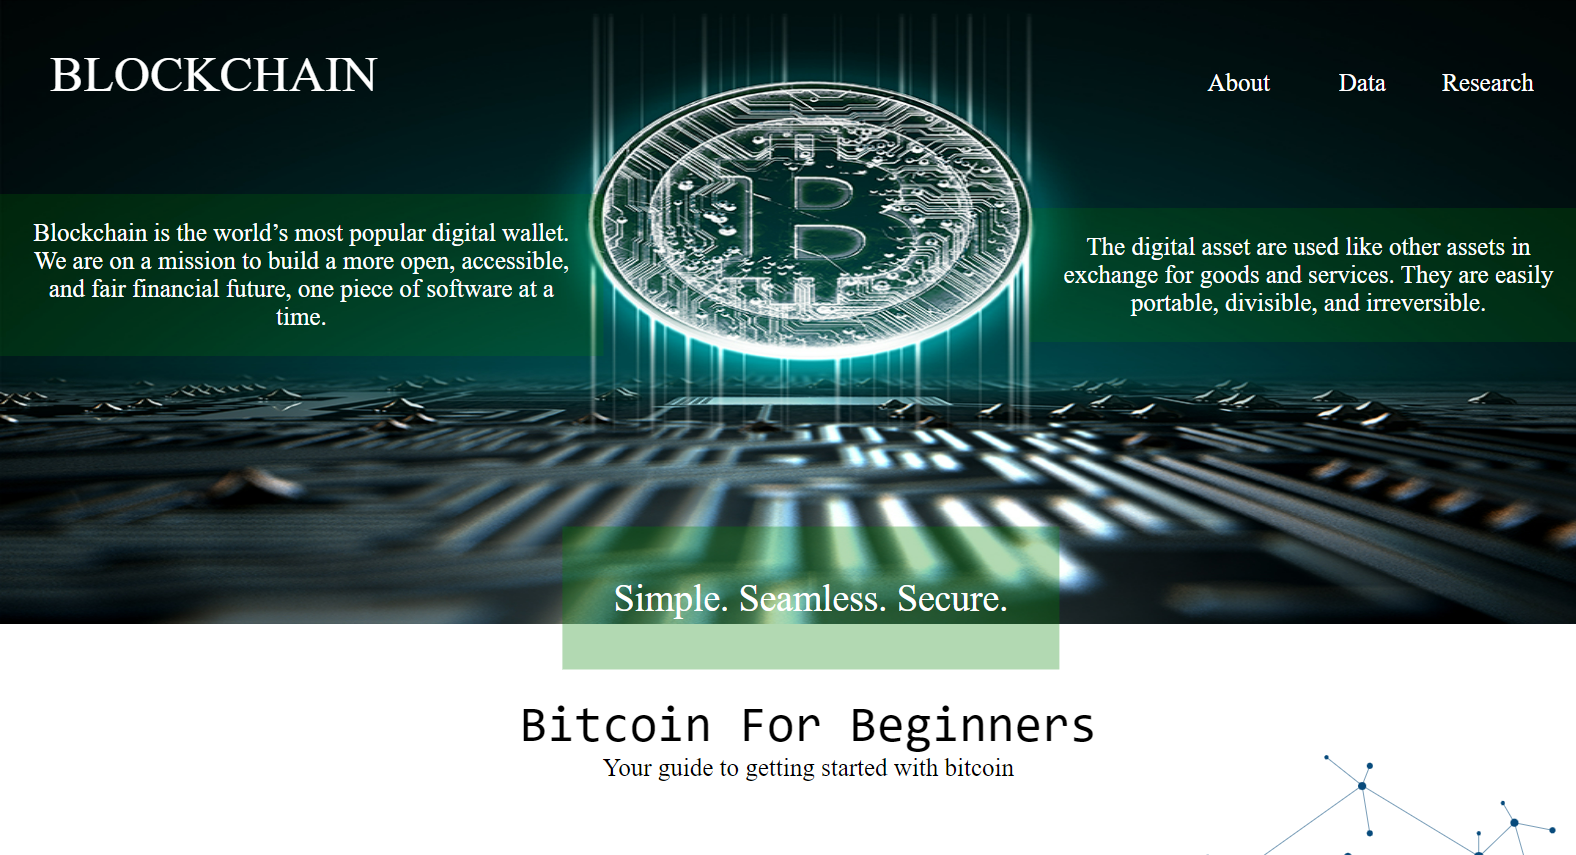 BLOCKCHAIN
About Data Research
Blockchain is the world’s most popular digital wallet.
We are on a mission to build a more open, accessible,
and fair financial future, one piece of software at a
time.
The digital asset are used like other assets in
exchange for goods and services. They are easily
portable, divisible, and irreversible.
B
Simple. Seamless. Secure.
Bitcoin For Beginners
Your guide to getting started with bitcoin